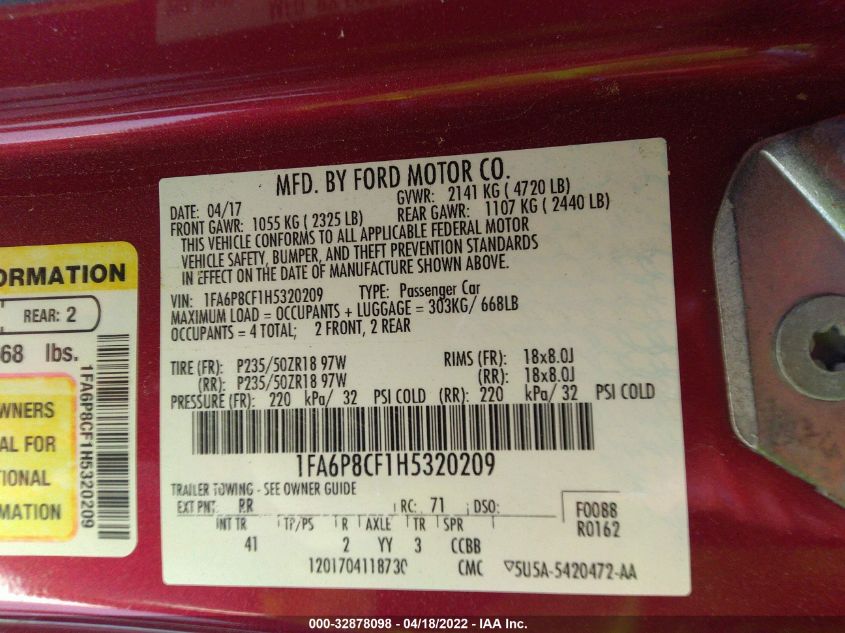 MFD. BY FORD MOTOR CO.
DATE: 04/17
GVWR: 2141 KG ( 4720 LB)
FRONT GAWR: 1055 KG ( 2325 LB)
REAR GAWR: 1107 KG ( 2440 LB)
THIS VEHICLE CONFORMS TO ALL APPLICABLE FEDERAL MOTOR
VEHICLE SAFETY, BUMPER, AND THEFT PREVENTION STANDARDS
IN EFFECT ON THE DATE OF MANUFACTURE SHOWN ABOVE.
VIN: 1FA6P8CF1H5320209 TYPE: Passenger Car
MAXIMUM LOAD = OCCUPANTS + LUGGAGE = 303KG/ 668LB
OCCUPANTS = 4 TOTAL; 2 FRONT, 2 REAR
TIRE (FR): P235/50ZR18 97W RIMS (FR): 18x8.0J
(RR): P235/50ZR18 97W (RR): 18x8.0J
PRESSURE (FR): 220 kPa/ 32 PSI COLD (RR): 220 kPa/ 32 PSI COLD
1FA6P8CF1H5320209
TRAILER TOWING - SEE OWNER GUIDE
EXT PNT: RR RC: 71 DSO:
F0088
R0162
INT TR TP/PS R AXLE TR SPR
41 2 YY 3 CCBB
1201704118730 CMC 5U5A-5420472-AA
ORMATION
REAR: 2
68 lbs.
WNERS
AL FOR
TIONAL
RMATION
1FA6P8CF1H5320209
000-32878098 - 04/18/2022 - IAA Inc.